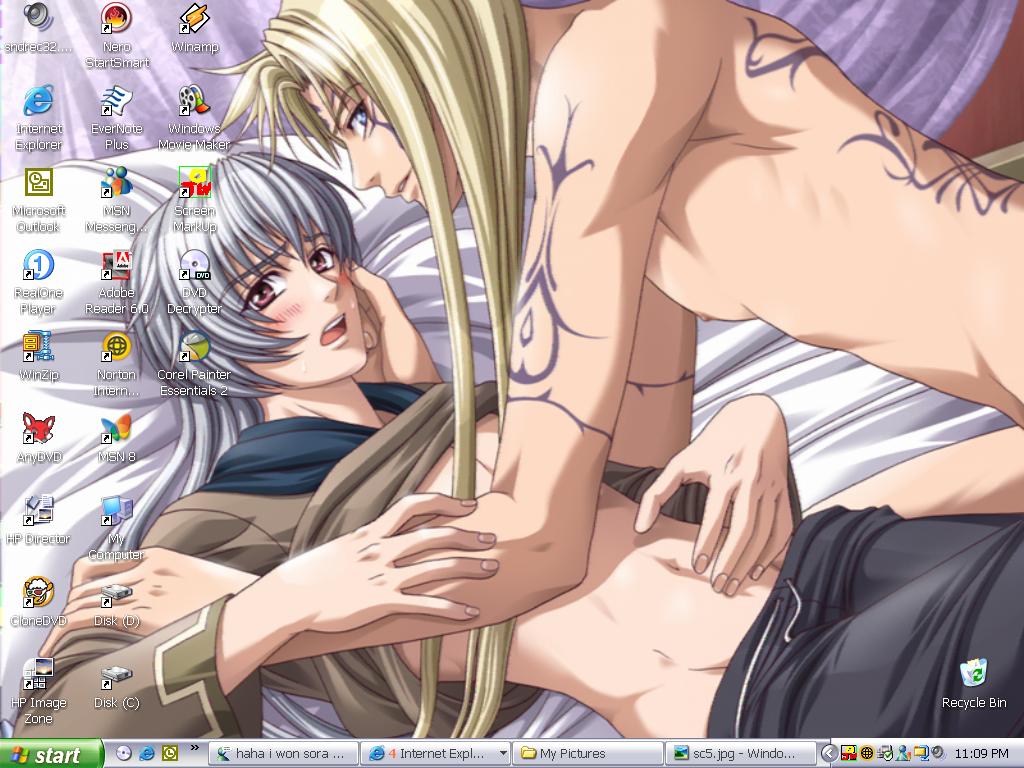 sndrec32....
Nero
StartSmart
Winamp
Internet
Explorer
EverNote
Plus
Windows
Movie Maker
Microsoft
Outlook
MSN
Messeng...
Screen
MarkUp
RealOne
Player
Adobe
Reader 6.0
DVD
Decrypter
WinZip
Norton
Intern...
Corel Painter
Essentials 2
AnyDVD
MSN 8
HP Director
My
Computer
CloneDVD
Disk (D)
HP Image
Zone
Disk (C)
Recycle Bin
start
haha i won sora ...
4 Internet Expl...
My Pictures
sc5.jpg - Windo...
11:09 PM